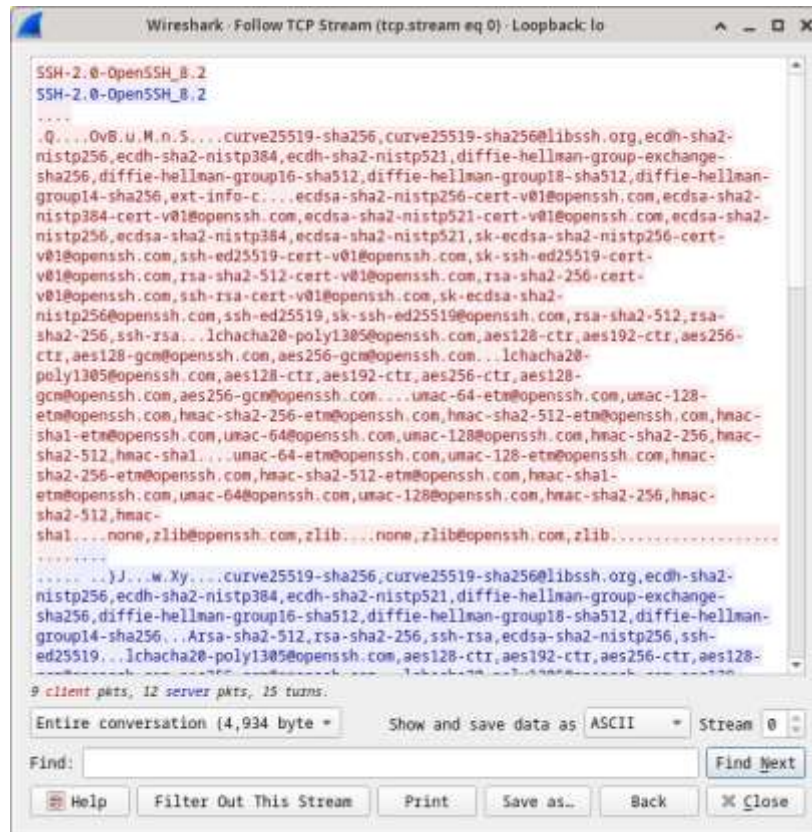 Wireshark · Follow TCP Stream (tcp.stream eq 0) · Loopback: lo
SSH-2.0-OpenSSH_8.2
SSH-2.0-OpenSSH_8.2
....
.Q....OvB.u.M.n.S....curve25519-sha256,curve25519-sha256@libssh.org,ecdh-sha2-
nistp256,ecdh-sha2-nistp384,ecdh-sha2-nistp521,diffie-hellman-group-exchange-
sha256,diffie-hellman-group16-sha512,diffie-hellman-group18-sha512,diffie-hellman-
group14-sha256,ext-info-c....ecdsa-sha2-nistp256-cert-v01@openssh.com,ecdsa-sha2-
nistp384-cert-v01@openssh.com,ecdsa-sha2-nistp521-cert-v01@openssh.com,ecdsa-sha2-
nistp256,ecdsa-sha2-nistp384,ecdsa-sha2-nistp521,sk-ecdsa-sha2-nistp256-cert-
v01@openssh.com,ssh-ed25519-cert-v01@openssh.com,sk-ssh-ed25519-cert-
v01@openssh.com,rsa-sha2-512-cert-v01@openssh.com,rsa-sha2-256-cert-
v01@openssh.com,ssh-rsa-cert-v01@openssh.com,sk-ecdsa-sha2-
nistp256@openssh.com,ssh-ed25519,sk-ssh-ed25519@openssh.com,rsa-sha2-512,rsa-
sha2-256,ssh-rsa...lchacha20-poly1305@openssh.com,aes128-ctr,aes192-ctr,aes256-
ctr,aes128-gcm@openssh.com,aes256-gcm@openssh.com...lchacha20-
poly1305@openssh.com,aes128-ctr,aes192-ctr,aes256-ctr,aes128-
gcm@openssh.com,aes256-gcm@openssh.com....umac-64-etm@openssh.com,umac-128-
etm@openssh.com,hmac-sha2-256-etm@openssh.com,hmac-sha2-512-etm@openssh.com,hmac-
sha1-etm@openssh.com,umac-64@openssh.com,umac-128@openssh.com,hmac-sha2-256,hmac-
sha2-512,hmac-sha1....umac-64-etm@openssh.com,umac-128-etm@openssh.com,hmac-
sha2-256-etm@openssh.com,hmac-sha2-512-etm@openssh.com,hmac-sha1-
etm@openssh.com,umac-64@openssh.com,umac-128@openssh.com,hmac-sha2-256,hmac-
sha2-512,hmac-
sha1....none,zlib@openssh.com,zlib....none,zlib@openssh.com,zlib...................
.........
..... ..}J...w.Xy....curve25519-sha256,curve25519-sha256@libssh.org,ecdh-sha2-
nistp256,ecdh-sha2-nistp384,ecdh-sha2-nistp521,diffie-hellman-group-exchange-
sha256,diffie-hellman-group16-sha512,diffie-hellman-group18-sha512,diffie-hellman-
group14-sha256...Arsa-sha2-512,rsa-sha2-256,ssh-rsa,ecdsa-sha2-nistp256,ssh-
ed25519...lchacha20-poly1305@openssh.com,aes128-ctr,aes192-ctr,aes256-ctr,aes128-
9 client pkts, 12 server pkts, 15 turns.
Entire conversation (4,934 byte Show and save data as ASCII Stream 0
Find: Find Next
Help Filter Out This Stream Print Save as… Back Close